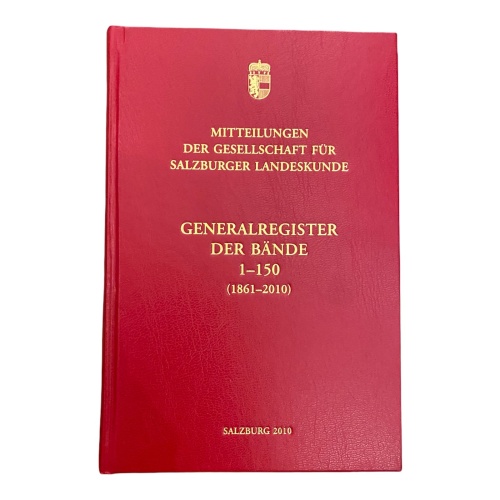 MITTEILUNGEN
DER GESELLSCHAFT FÜR
SALZBURGER LANDESKUNDE
GENERALREGISTER
DER BÄNDE
1–150
(1861–2010)
SALZBURG 2010